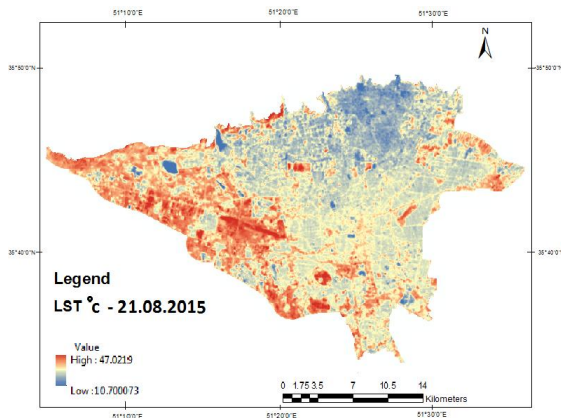 51°10'0"E 51°20'0"E 51°30'0"E
N
35°50'0"N 35°50'0"N
35°40'0"N 35°40'0"N
Legend
LST °c - 21.08.2015
Value
High : 47.0219
Low : 10.700073
0 1.75 3.5 7 10.5 14
Kilometers
51°10'0"E 51°20'0"E 51°30'0"E